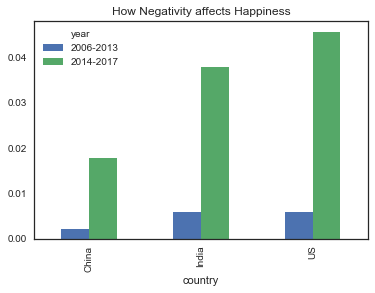 How Negativity affects Happiness
year
2006-2013
2014-2017
0.04
0.03
0.02
0.01
0.00
China
India
US
country